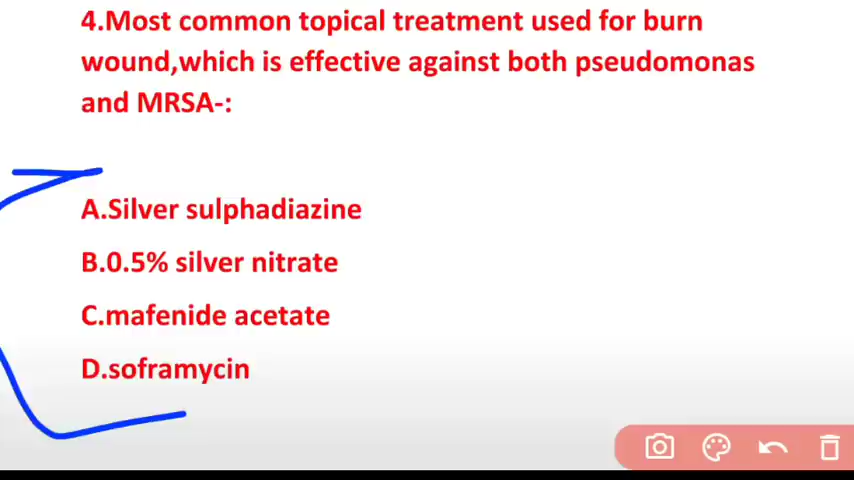 4.Most common topical treatment used for burn
wound,which is effective against both pseudomonas
and MRSA-:
A.Silver sulphadiazine
B.0.5% silver nitrate
C.mafenide acetate
D.soframycin